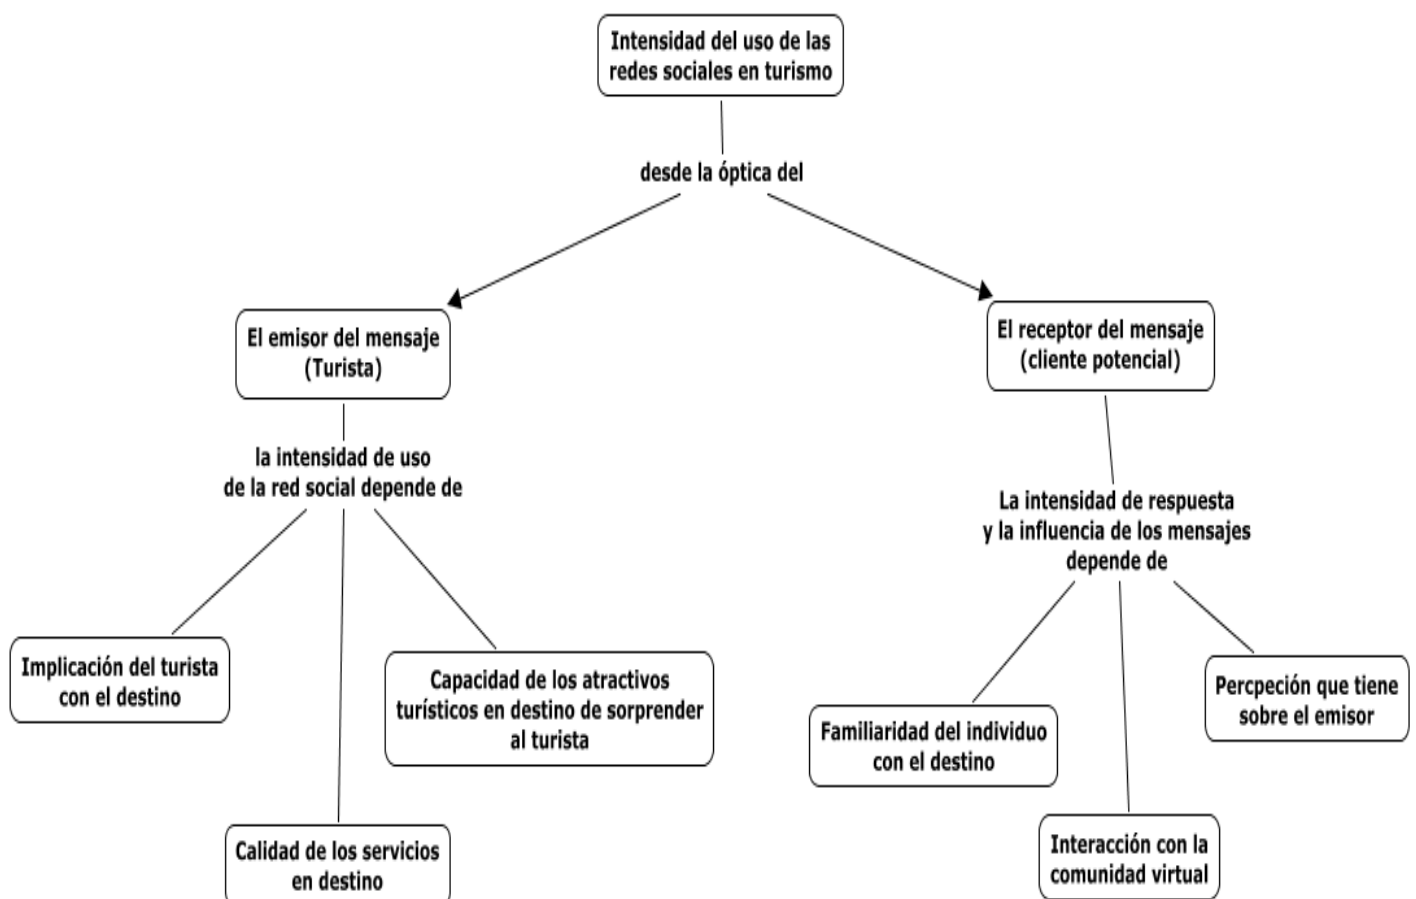 Intensidad del uso de las
redes sociales en turismo
desde la óptica del
El emisor del mensaje
(Turista)
la intensidad de uso
de la red social depende de
Implicación del turista
con el destino
Calidad de los servicios
en destino
Capacidad de los atractivos
turísticos en destino de sorprender
al turista
El receptor del mensaje
(cliente potencial)
La intensidad de respuesta
y la influencia de los mensajes
depende de
Familiaridad del individuo
con el destino
Interacción con la
comunidad virtual
Percpeción que tiene
sobre el emisor